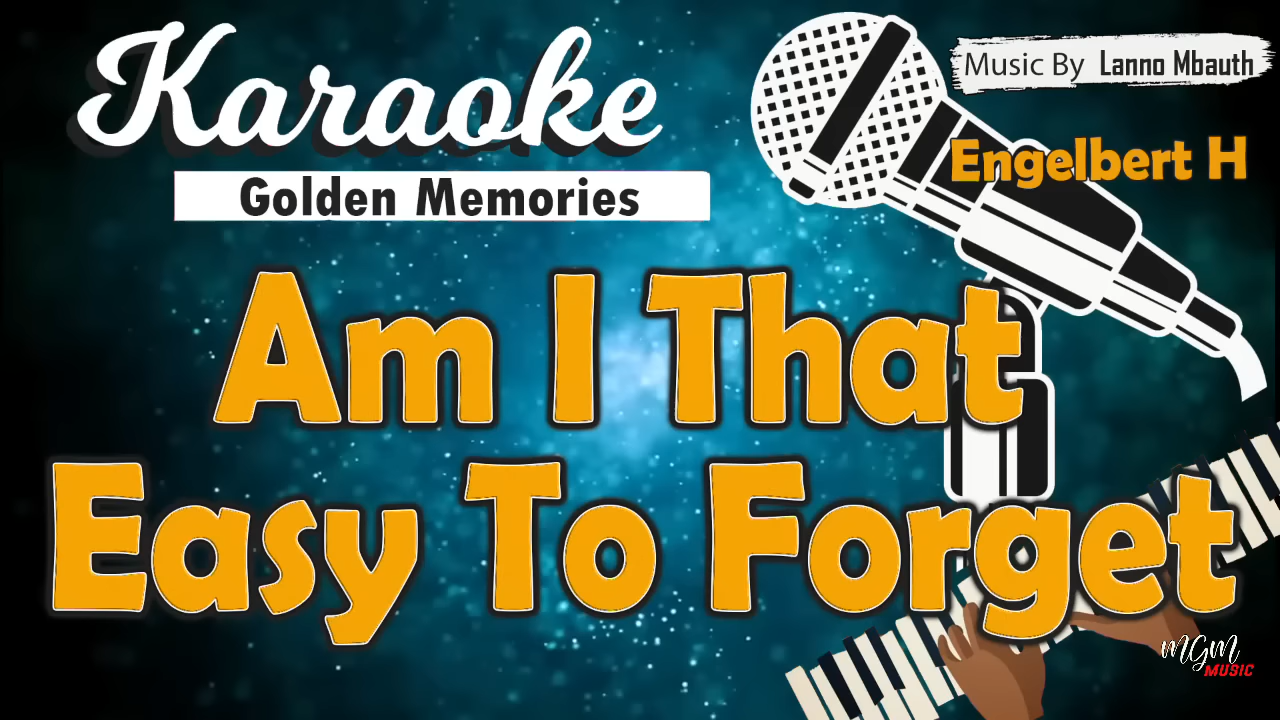 Karaoke
Golden Memories
Music By Lanno Mbauth
Engelbert H
Am I That
Easy To Forget
MGM
MUSIC